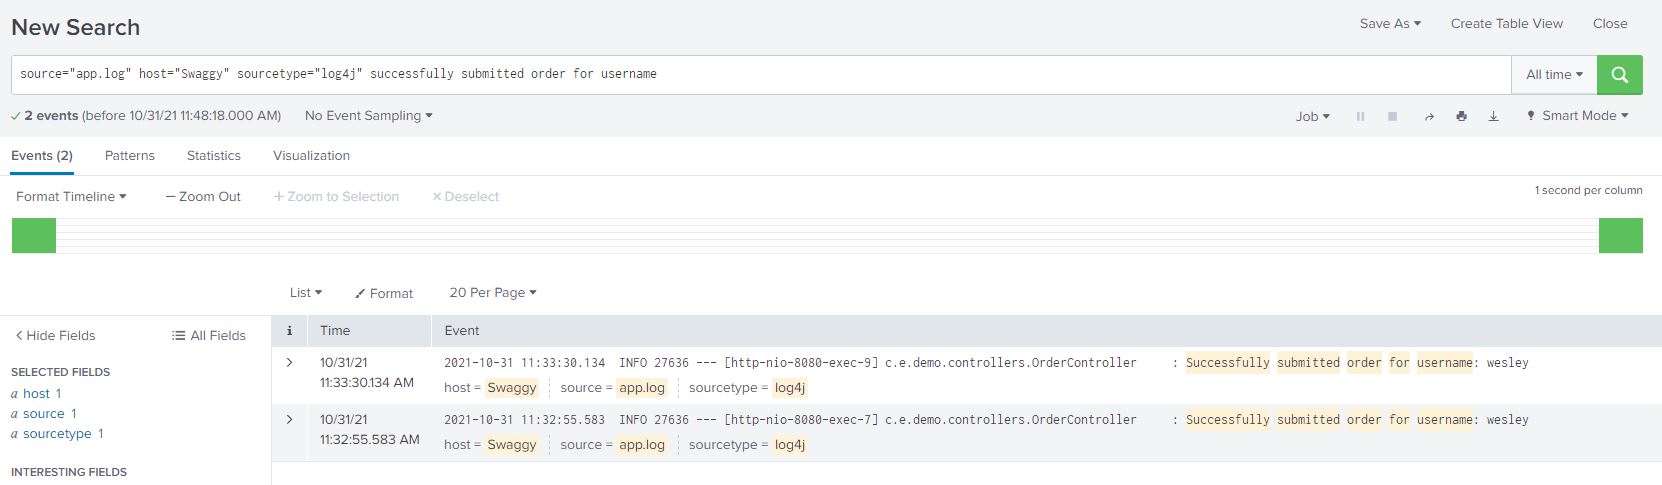 New Search
Save As Create Table View Close
source="app.log" host="Swaggy" sourcetype="log4j" successfully submitted order for username
All time
2 events (before 10/31/21 11:48:18.000 AM) No Event Sampling
Job Smart Mode
Events (2) Patterns Statistics Visualization
Format Timeline — Zoom Out + Zoom to Selection × Deselect
1 second per column
List Format 20 Per Page
< Hide Fields All Fields
i Time Event
SELECTED FIELDS
a host 1
a source 1
a sourcetype 1
INTERESTING FIELDS
> 10/31/21 2021-10-31 11:33:30.134 INFO 27636 --- [http-nio-8080-exec-9] c.e.demo.controllers.OrderController : Successfully submitted order for username: wesley
11:33:30.134 AM host = Swaggy source = app.log sourcetype = log4j
> 10/31/21 2021-10-31 11:32:55.583 INFO 27636 --- [http-nio-8080-exec-7] c.e.demo.controllers.OrderController : Successfully submitted order for username: wesley
11:32:55.583 AM host = Swaggy source = app.log sourcetype = log4j